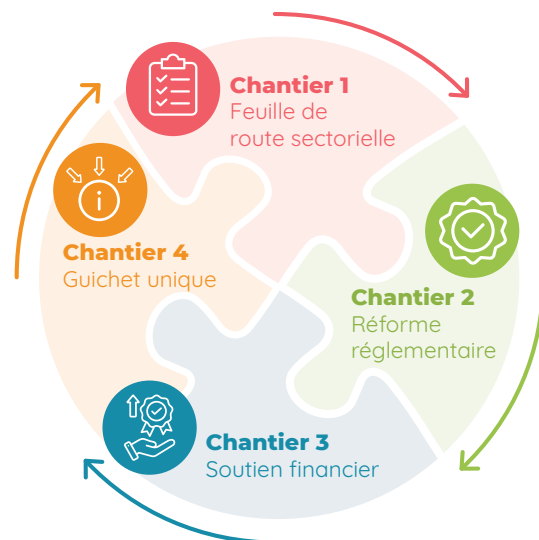 Chantier 1
Feuille de
route sectorielle
Chantier 2
Réforme
réglementaire
Chantier 3
Soutien financier
Chantier 4
Guichet unique